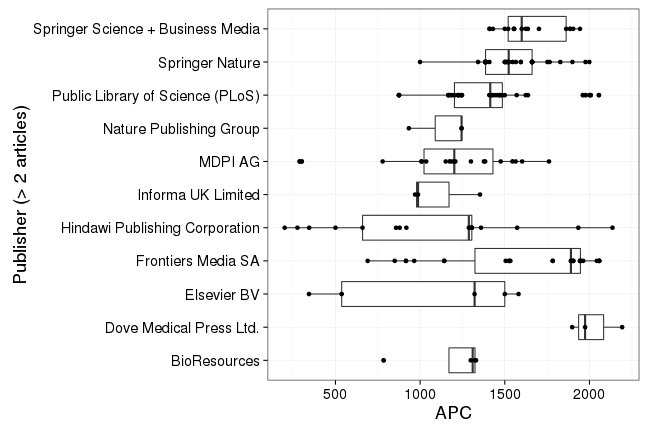 Publisher (> 2 articles)
Springer Science + Business Media
Springer Nature
Public Library of Science (PLoS)
Nature Publishing Group
MDPI AG
Informa UK Limited
Hindawi Publishing Corporation
Frontiers Media SA
Elsevier BV
Dove Medical Press Ltd.
BioResources
500 1000 1500 2000
APC